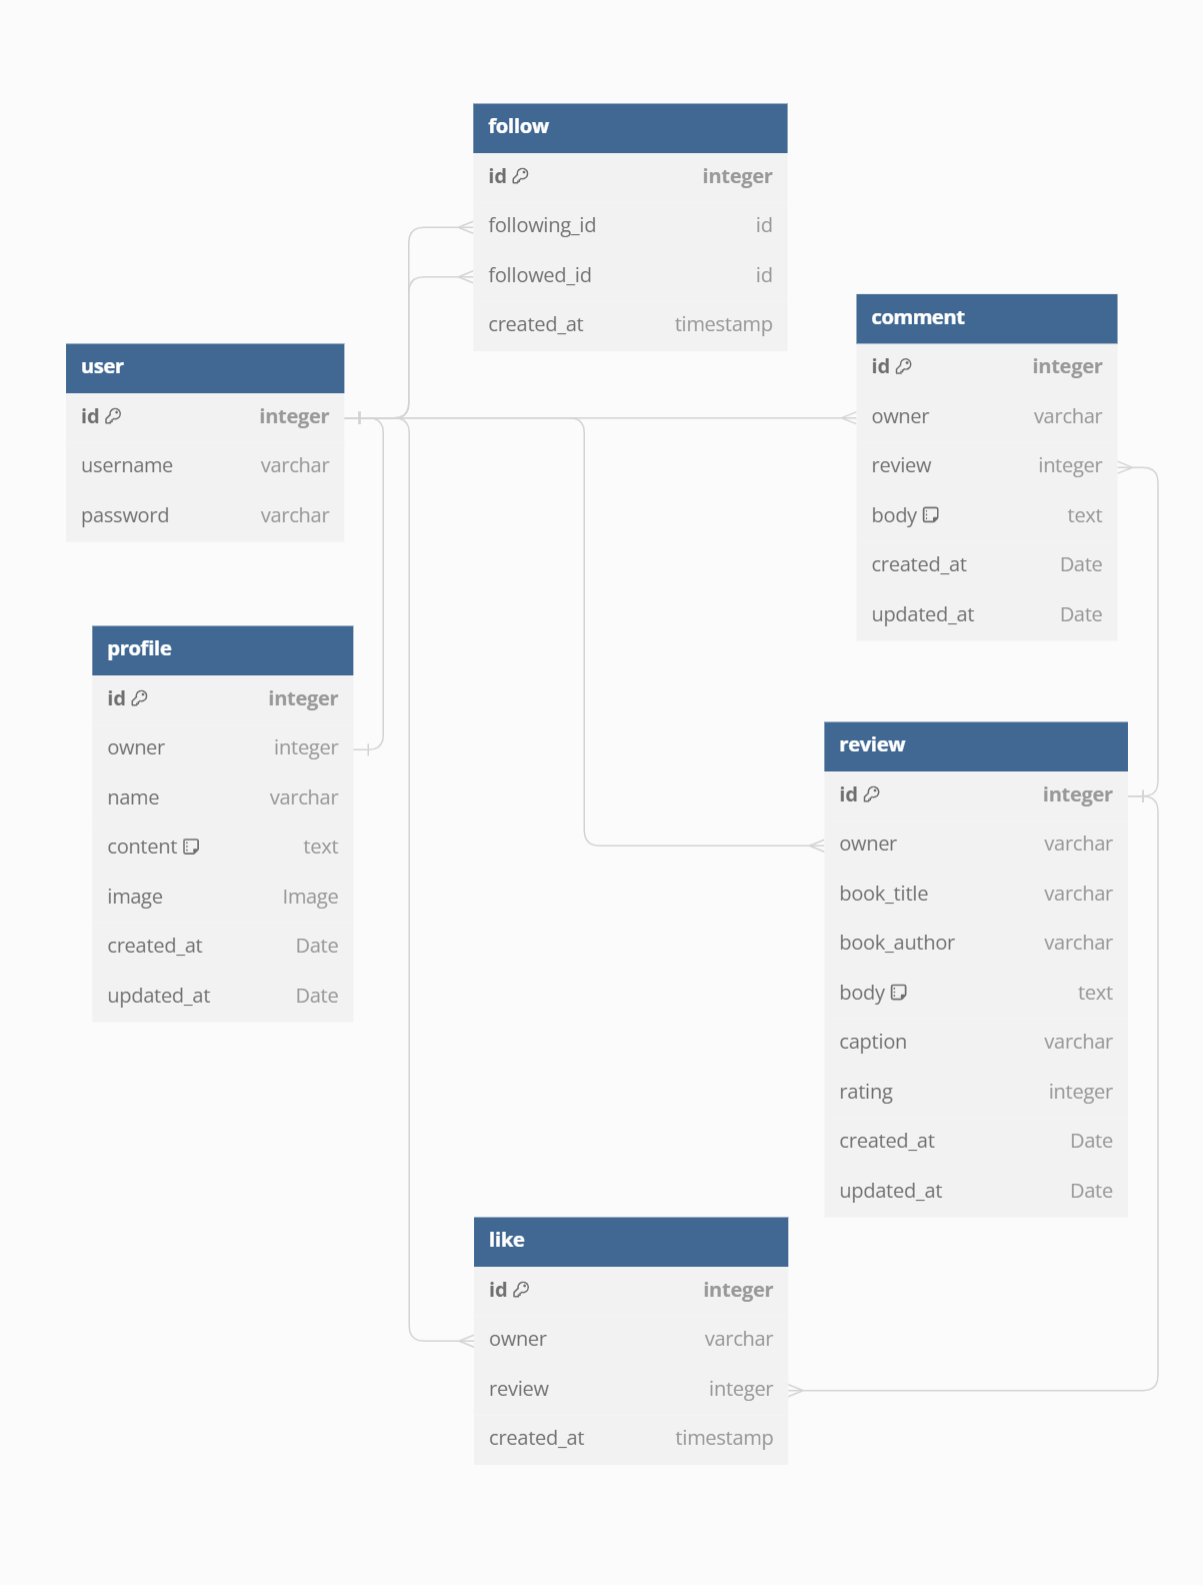 follow
id integer
following_id id
followed_id id
created_at timestamp
user
id integer
username varchar
password varchar
comment
id integer
owner varchar
review integer
body text
created_at Date
updated_at Date
profile
id integer
owner integer
name varchar
content text
image Image
created_at Date
updated_at Date
review
id integer
owner varchar
book_title varchar
book_author varchar
body text
caption varchar
rating integer
created_at Date
updated_at Date
like
id integer
owner varchar
review integer
created_at timestamp